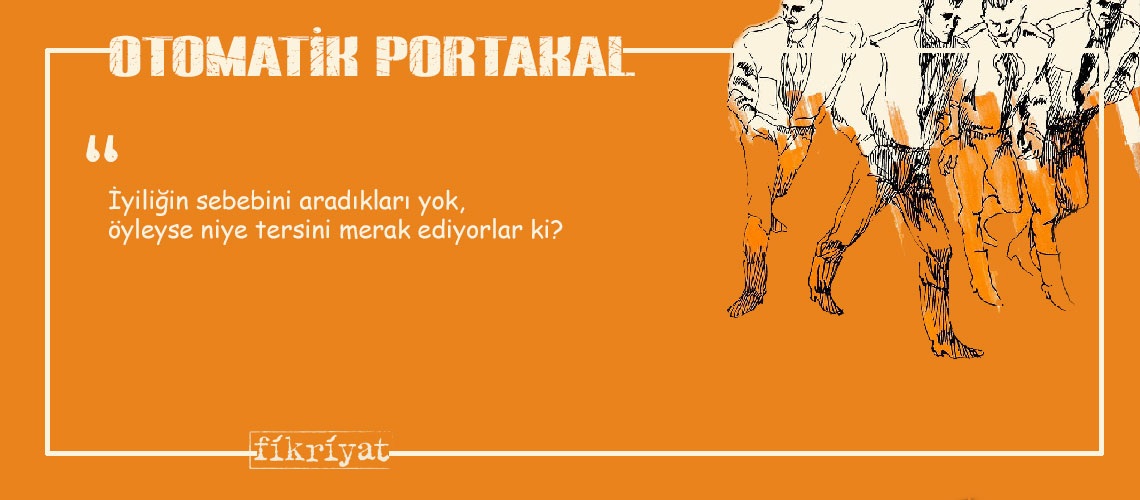 OTOMATİK PORTAKAL
“
İyiliğin sebebini aradıkları yok,
öyleyse niye tersini merak ediyorlar ki?
fikriyat